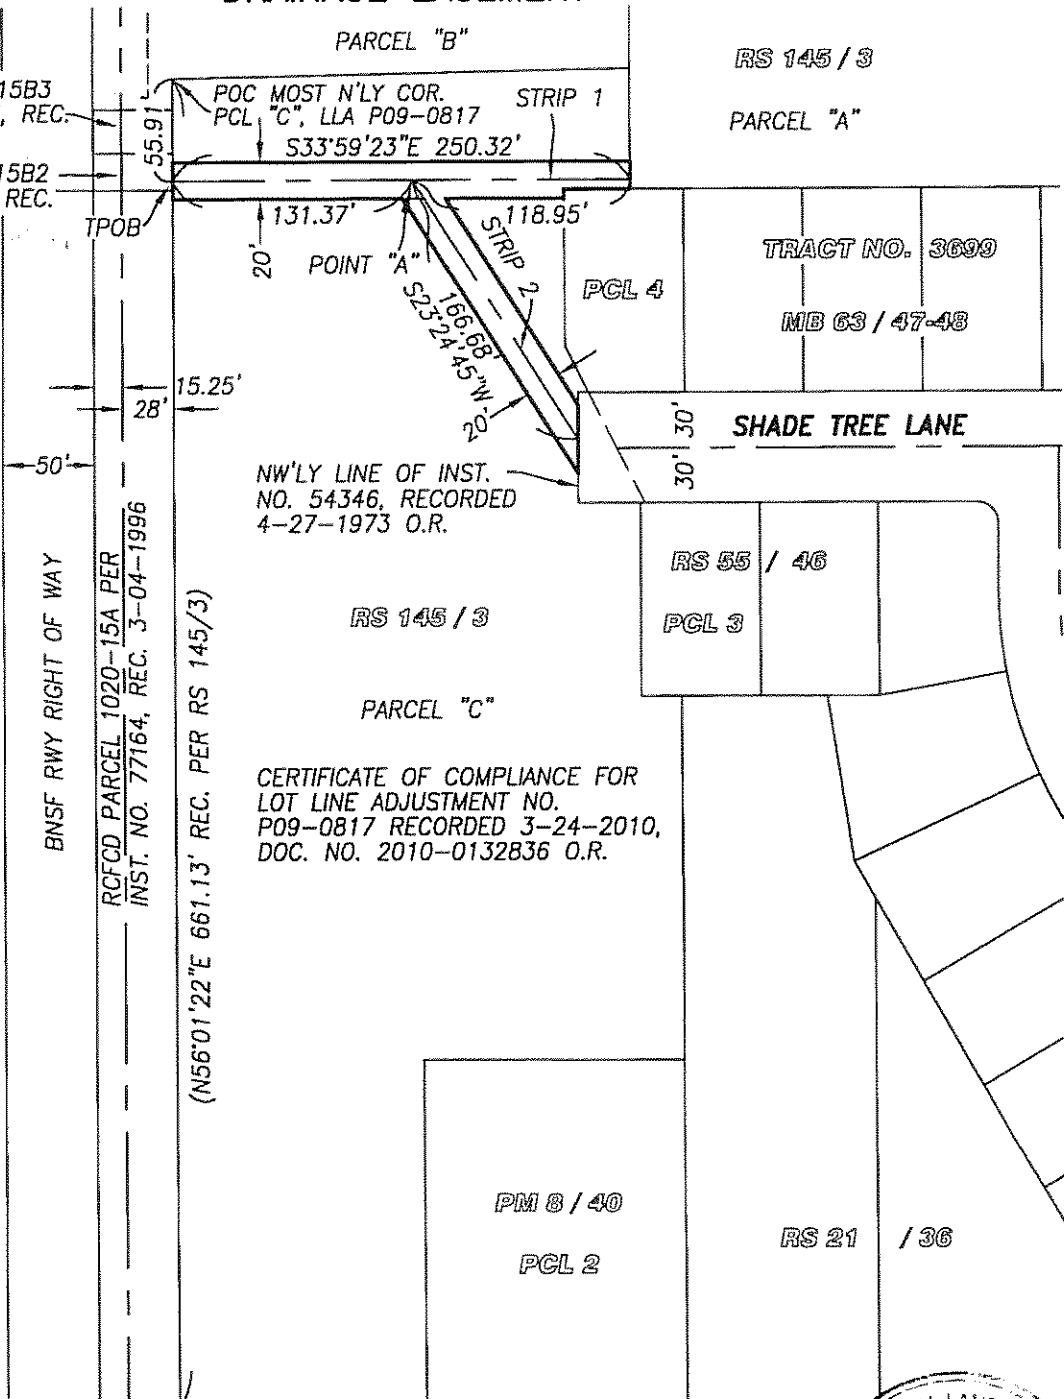 PARCEL "B"
RS 145 / 3
PARCEL "A"
15B3
, REC.
55.91'
POC MOST N'LY COR.
PCL "C", LLA P09-0817
STRIP 1
S33°59'23"E 250.32'
15B2
REC.
TPOB
131.37'
118.95'
20'
POINT "A"
STRIP 2
166.68'
S23°24'45"W
20'
PCL 4
TRACT NO. 3699
MB 63 / 47-48
15.25'
28'
50'
30'
30'
SHADE TREE LANE
NW'LY LINE OF INST.
NO. 54346, RECORDED
4-27-1973 O.R.
RS 55 / 46
PCL 3
RS 145 / 3
PARCEL "C"
CERTIFICATE OF COMPLIANCE FOR
LOT LINE ADJUSTMENT NO.
P09-0817 RECORDED 3-24-2010,
DOC. NO. 2010-0132836 O.R.
BNSF RWY RIGHT OF WAY
RCFCD PARCEL 1020-15A PER
INST. NO. 77164, REC. 3-04-1996
(N56°01'22"E 661.13' REC. PER RS 145/3)
PM 8 / 40
PCL 2
RS 21 / 36